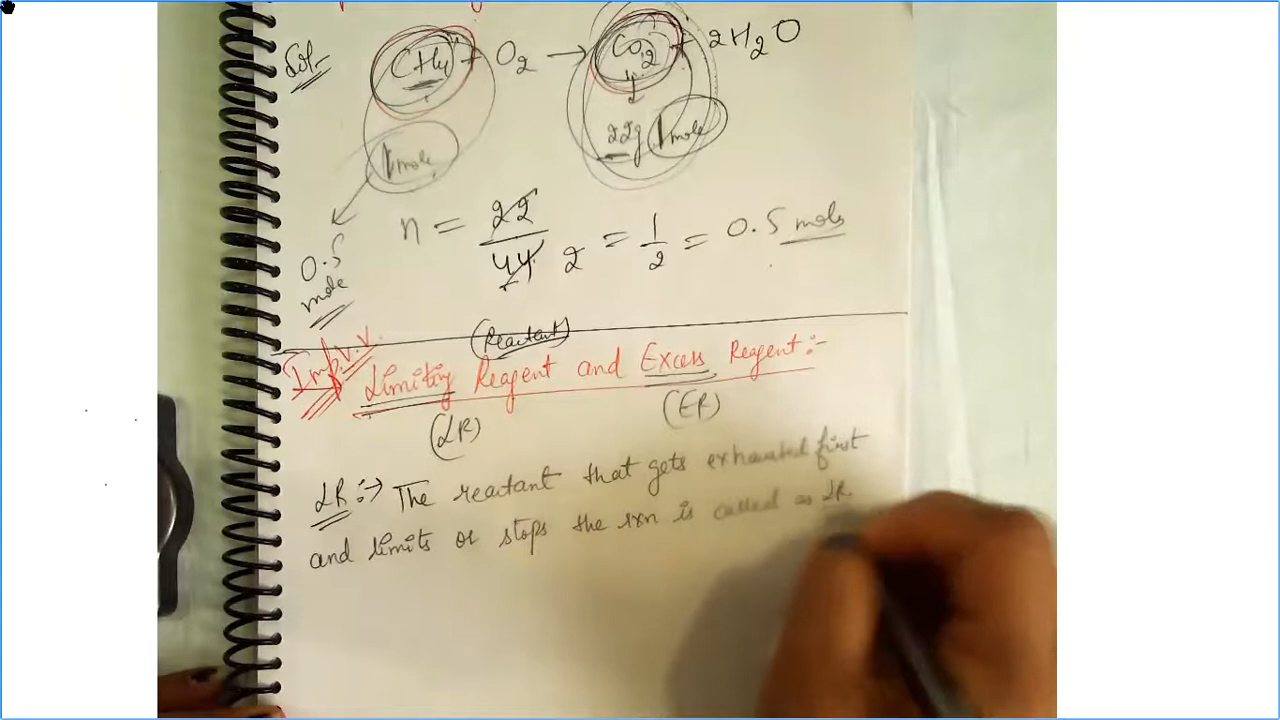 Sol-
CH4 + O2 → CO2 + 2H2O
22g 1 mole
1 mole
n = 22/44 2 = 1/2 = 0.5 mols
0.5
mole
(Reactant)
Imp V.V.
Limiting Reagent and Excess Reagent :-
(LR) (ER)
LR :→ The reactant that gets exhausted first
and limits or stops the rxn is called as LR.